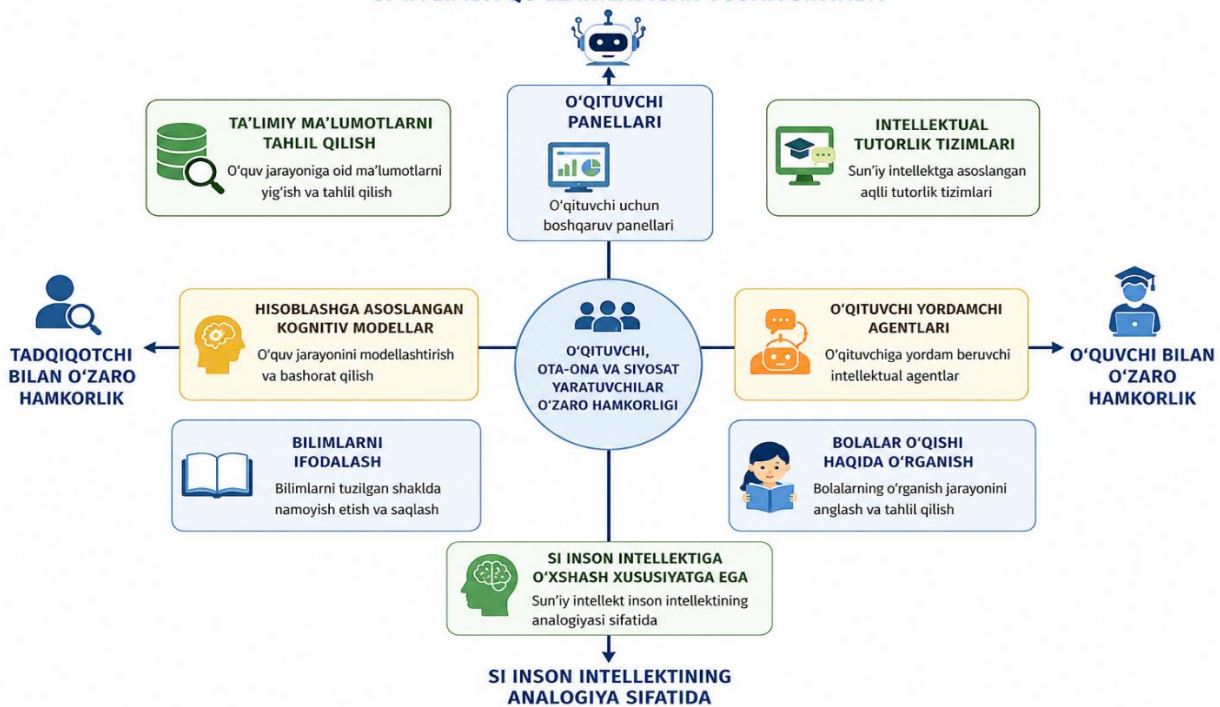 O‘QITUVCHI
PANELLARI
O‘qituvchi uchun
boshqaruv panellari
TA’LIMIY MA’LUMOTLARNI
TAHLIL QILISH
O‘quv jarayoniga oid ma’lumotlarni
yig‘ish va tahlil qilish
INTELLEKTUAL
TUTORLIK TIZIMLARI
Sun’iy intellektga asoslangan
aqlli tutorlik tizimlari
TADQIQOTCHI
BILAN O‘ZARO
HAMKORLIK
HISOBLASHGA ASOSLANGAN
KOGNITIV MODELLAR
O‘quv jarayonini modellashtirish
va bashorat qilish
O‘QITUVCHI,
OTA-ONA VA SIYOSAT
YARATUVCHILAR
O‘ZARO HAMKORLIGI
O‘QITUVCHI YORDAMCHI
AGENTLARI
O‘qituvchiga yordam beruvchi
intellektual agentlar
O‘QUVCHI BILAN
O‘ZARO
HAMKORLIK
BILIMLARNI
IFODALASH
Bilimlarni tuzilgan shaklda
namoyish etish va saqlash
BOLALAR O‘QISHI
HAQIDA O‘RGANISH
Bolalarning o‘rganish jarayonini
anglash va tahlil qilish
SI INSON INTELLEKTIGA
O‘XSHASH XUSUSIYATGA EGA
Sun’iy intellekt inson intellektining
analogiyasi sifatida
SI INSON INTELLEKTINING
ANALOGIYA SIFATIDA